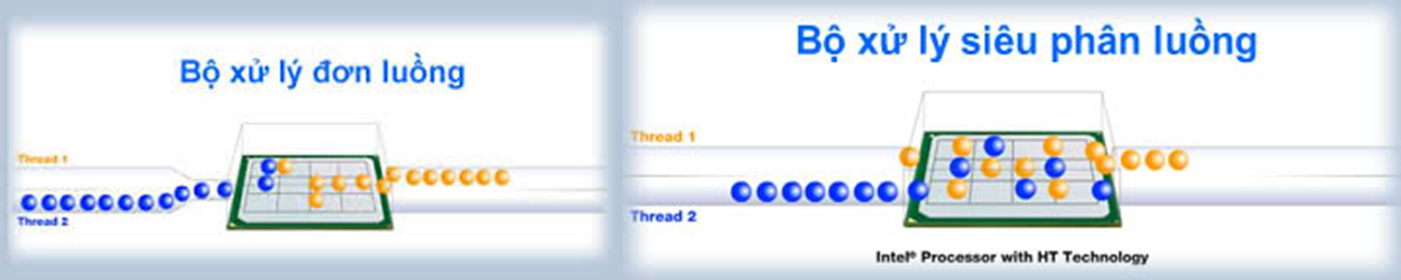 Bộ xử lý đơn luồng
Thread 1
Thread 2
Bộ xử lý siêu phân luồng
Thread 1
Thread 2
Intel® Processor with HT Technology